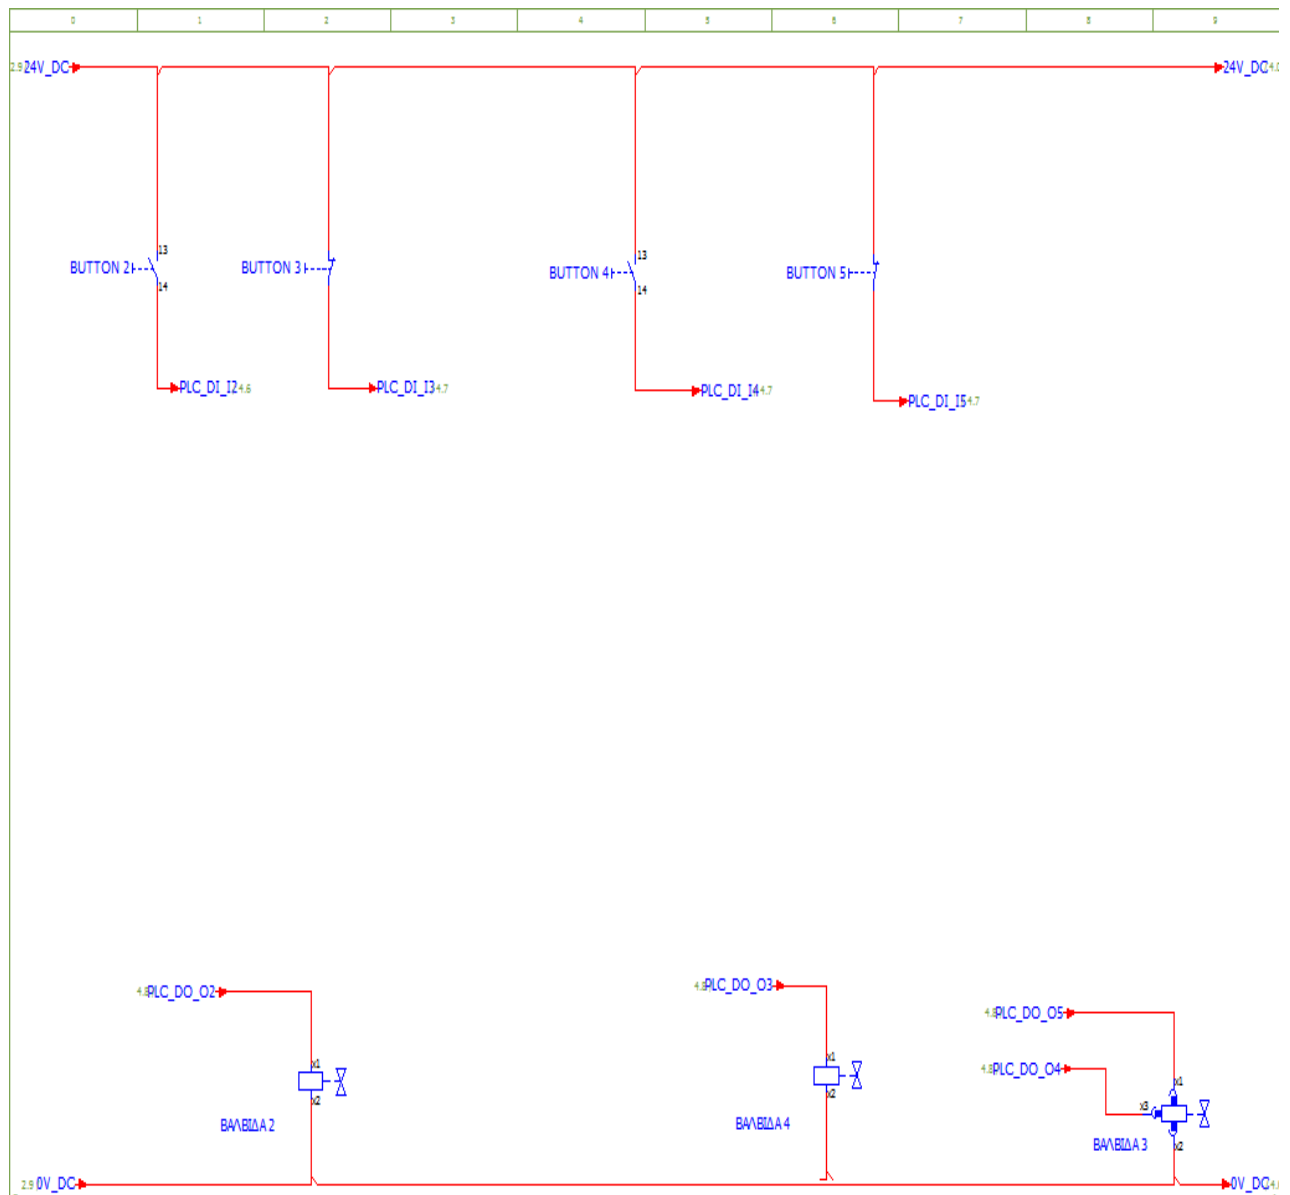 0 1 2 3 4 5 6 7 8 9
2.9 24V_DC 24V_DC
13
BUTTON 2 BUTTON 3
14
13
BUTTON 4 BUTTON 5
14
PLC_DI_I2 4.6 PLC_DI_I3 4.7 PLC_DI_I4 4.7 PLC_DI_I5 4.7
PLC_DO_O2 PLC_DO_O3
PLC_DO_O5
4.8 PLC_DO_O4
x1 x1 x1
x2 x2 x3 x2
ΒΑΛΒΙΔΑ 2 ΒΑΛΒΙΔΑ 4 ΒΑΛΒΙΔΑ 3
2.9 0V_DC 0V_DC